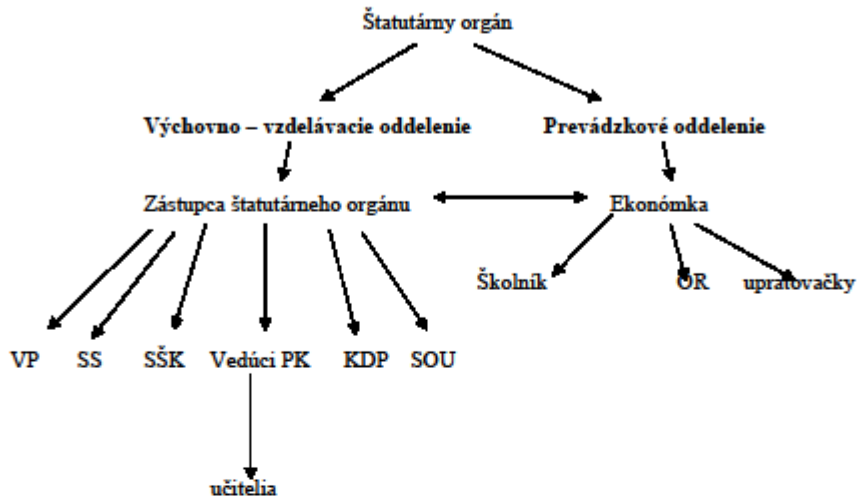 Štatutárny orgán
Výchovno – vzdelávacie oddelenie Prevádzkové oddelenie
Zástupca štatutárneho orgánu Ekonómka
Školník OR upratovačky
VP SS SŠK Vedúci PK KDP SOU
učitelia